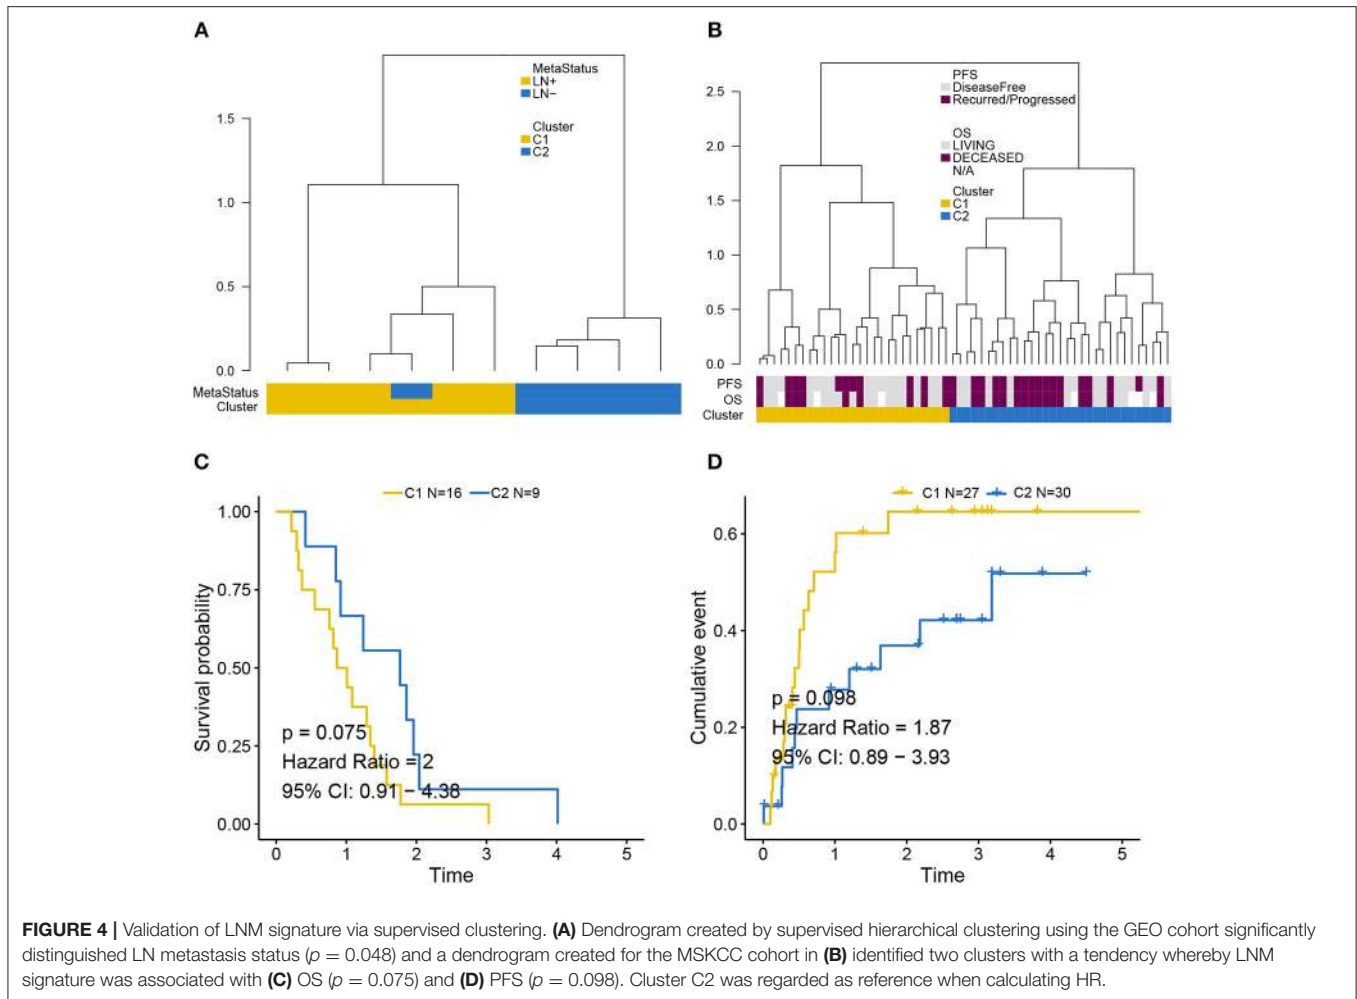 A
MetaStatus
LN+
LN−
Cluster
C1
C2
1.5
1.0
0.5
0.0
MetaStatus
Cluster
B
PFS
DiseaseFree
Recurred/Progressed
OS
LIVING
DECEASED
N/A
Cluster
C1
C2
2.5
2.0
1.5
1.0
0.5
0.0
PFS
OS
Cluster
C
C1 N=16 C2 N=9
Survival probability
1.00
0.75
0.50
0.25
0.00
p = 0.075
Hazard Ratio = 2
95% CI: 0.91 − 4.38
0 1 2 3 4 5
Time
D
C1 N=27 C2 N=30
Cumulative event
0.6
0.4
0.2
0.0
p = 0.098
Hazard Ratio = 1.87
95% CI: 0.89 − 3.93
0 1 2 3 4 5
Time
FIGURE 4 | Validation of LNM signature via supervised clustering. (A) Dendrogram created by supervised hierarchical clustering using the GEO cohort significantly
distinguished LN metastasis status (p = 0.048) and a dendrogram created for the MSKCC cohort in (B) identified two clusters with a tendency whereby LNM
signature was associated with (C) OS (p = 0.075) and (D) PFS (p = 0.098). Cluster C2 was regarded as reference when calculating HR.